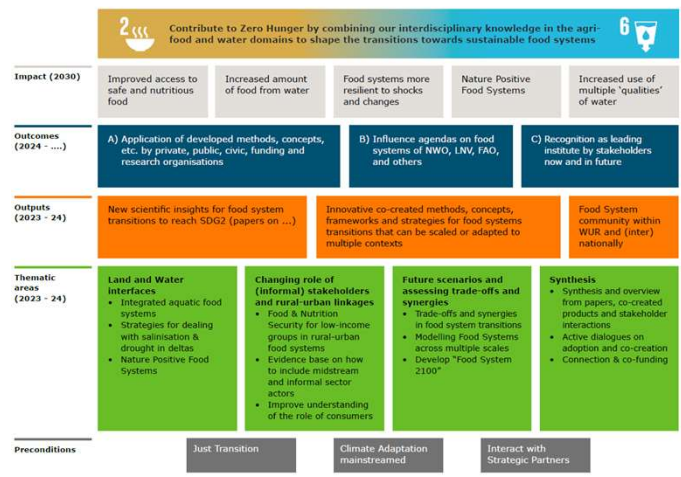 2
Contribute to Zero Hunger by combining our interdisciplinary knowledge in the agri-
food and water domains to shape the transitions towards sustainable food systems
6
Impact (2030)
Improved access to
safe and nutritious
food
Increased amount
of food from water
Food systems more
resilient to shocks
and changes
Nature Positive
Food Systems
Increased use of
multiple ‘qualities’
of water
Outcomes
(2024 - ....)
A) Application of developed methods, concepts,
etc. by private, public, civic, funding and
research organisations
B) Influence agendas on food
systems of NWO, LNV, FAO,
and others
C) Recognition as leading
institute by stakeholders
now and in future
Outputs
(2023 - 24)
New scientific insights for food system
transitions to reach SDG2 (papers on ...)
Innovative co-created methods, concepts,
frameworks and strategies for food systems
transitions that can be scaled or adapted to
multiple contexts
Food System
community within
WUR and (inter)
nationally
Thematic
areas
(2023 - 24)
Land and Water
interfaces
• Integrated aquatic food
systems
• Strategies for dealing
with salinisation &
drought in deltas
• Nature Positive Food
Systems
Changing role of
(informal) stakeholders
and rural-urban linkages
• Food & Nutrition
Security for low-income
groups in rural-urban
food systems
• Evidence base on how
to include midstream
and informal sector
actors
• Improve understanding
of the role of consumers
Future scenarios and
assessing trade-offs and
synergies
• Trade-offs and synergies
in food system transitions
• Modelling Food Systems
across multiple scales
• Develop “Food System
2100”
Synthesis
• Synthesis and overview
from papers, co-created
products and stakeholder
interactions
• Active dialogues on
adoption and co-creation
• Connection & co-funding
Preconditions
Just Transition
Climate Adaptation
mainstreamed
Interact with
Strategic Partners